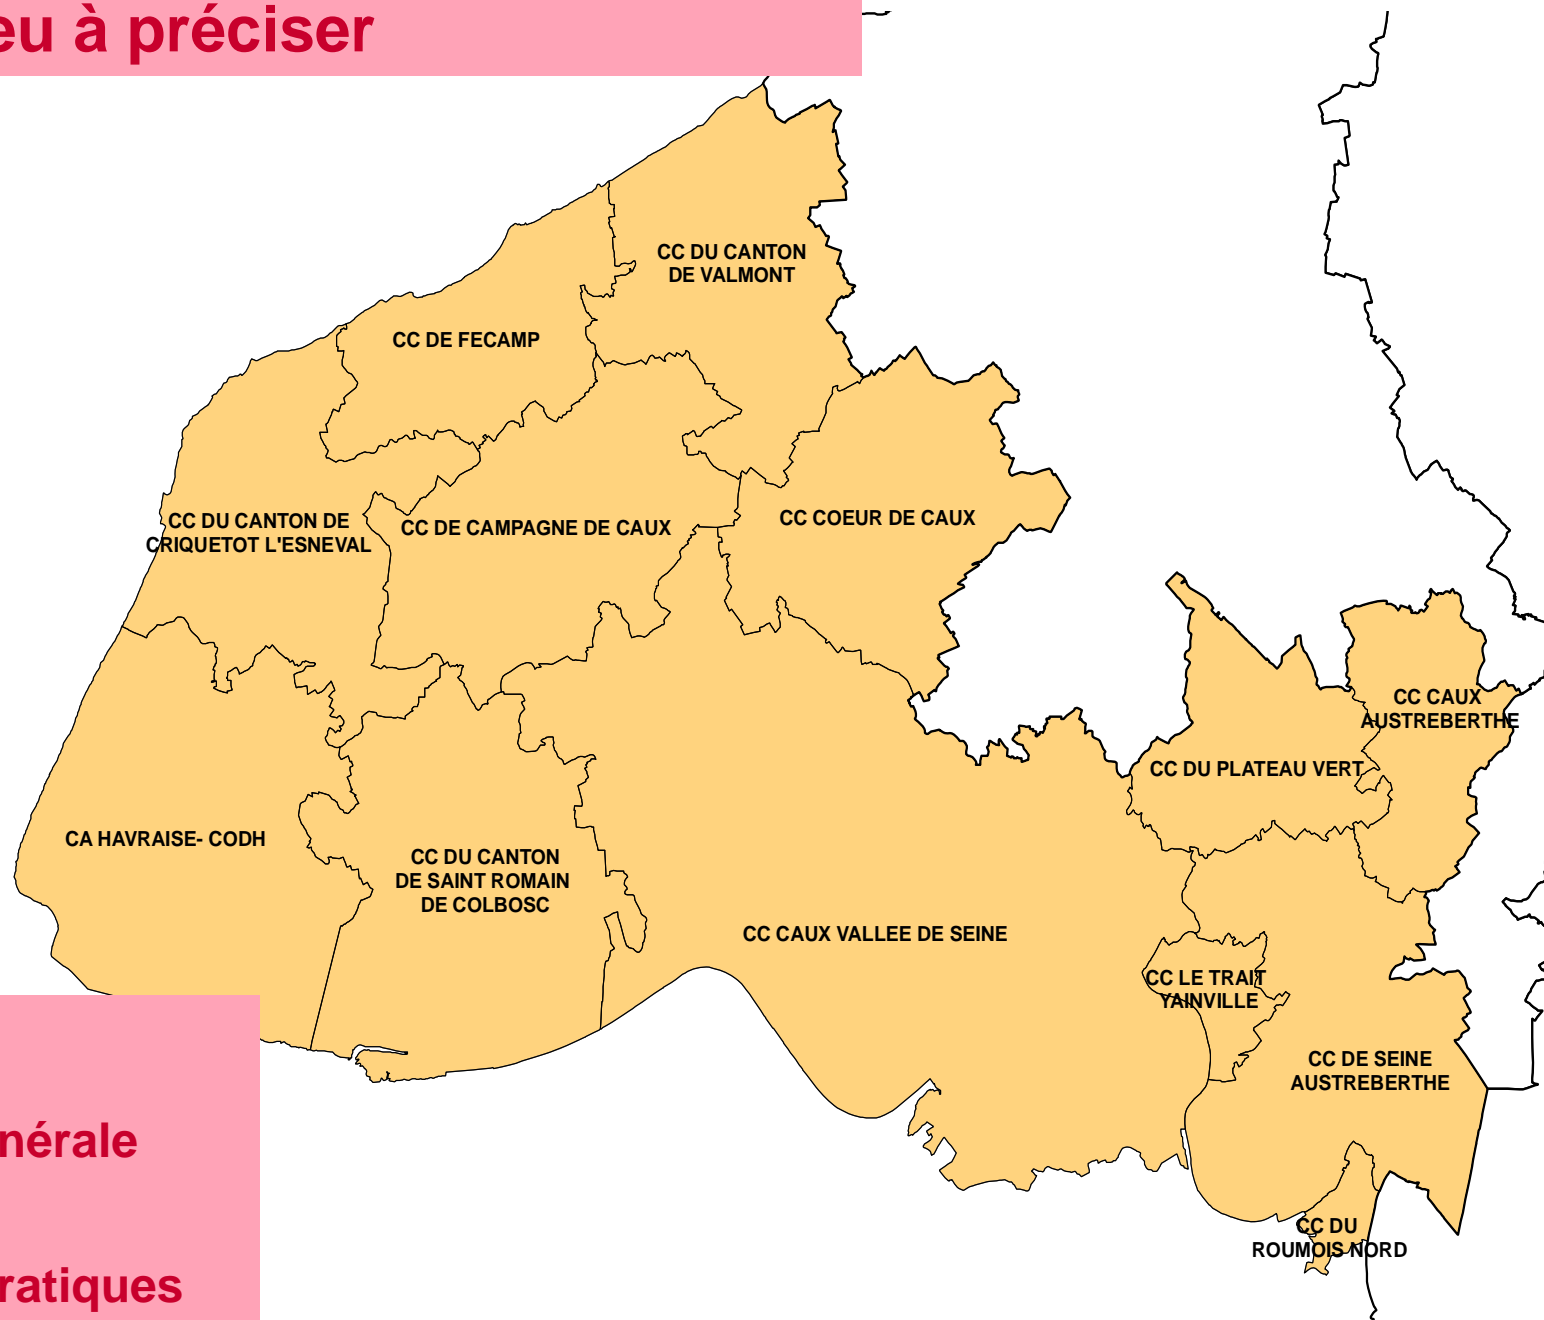 eu à préciser
CC DU CANTON
DE VALMONT
CC DE FECAMP
CC DU CANTON DE
CRIQUETOT L'ESNEVAL
CC DE CAMPAGNE DE CAUX
CC COEUR DE CAUX
CC CAUX
AUSTREBERTHE
CC DU PLATEAU VERT
CA HAVRAISE- CODH
CC DU CANTON
DE SAINT ROMAIN
DE COLBOSC
CC CAUX VALLEE DE SEINE
CC LE TRAIT
YAINVILLE
CC DE SEINE
AUSTREBERTHE
CC DU
ROUMOIS NORD
nérale
ratiques